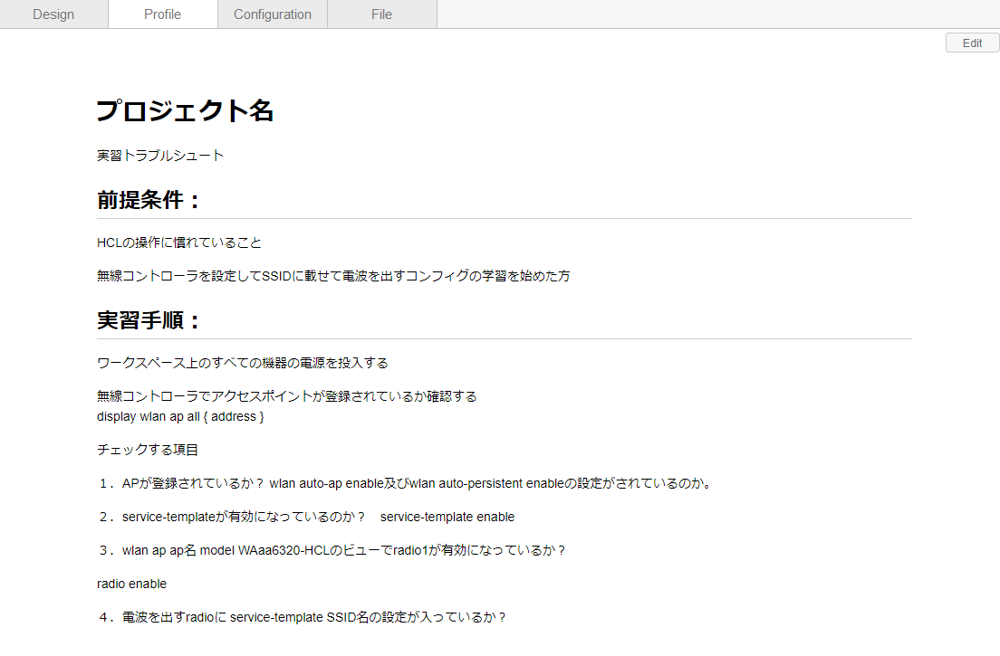 Design Profile Configuration File
Edit
プロジェクト名
実習トラブルシュート
前提条件：
HCLの操作に慣れていること
無線コントローラを設定してSSIDに載せて電波を出すコンフィグの学習を始めた方
実習手順：
ワークスペース上のすべての機器の電源を投入する
無線コントローラでアクセスポイントが登録されているか確認する
display wlan ap all { address }
チェックする項目
１．APが登録されているか？ wlan auto-ap enable及びwlan auto-persistent enableの設定がされているのか。
２．service-templateが有効になっているのか？　service-template enable
３．wlan ap ap名 model WAaa6320-HCLのビューでradio1が有効になっているか？
radio enable
４．電波を出すradioに service-template SSID名の設定が入っているか？